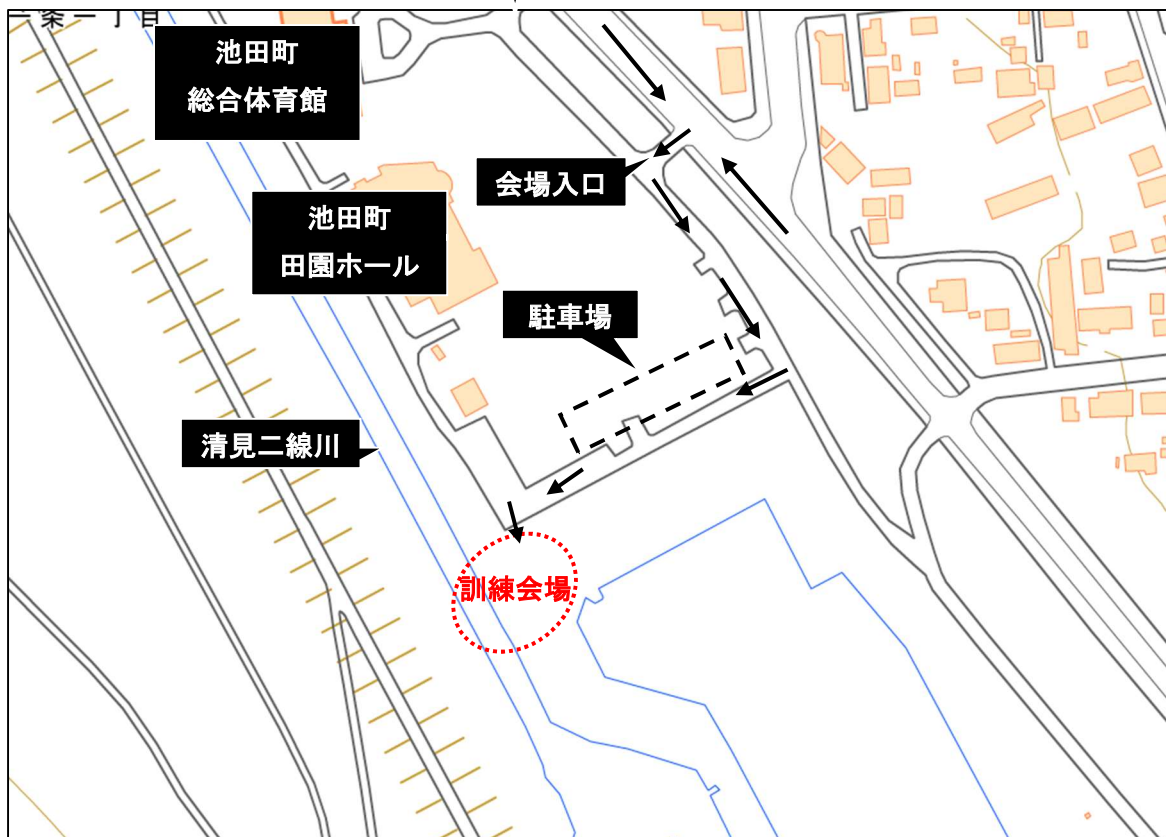 池田町
総合体育館
会場入口
池田町
田園ホール
駐車場
清見二線川
訓練会場